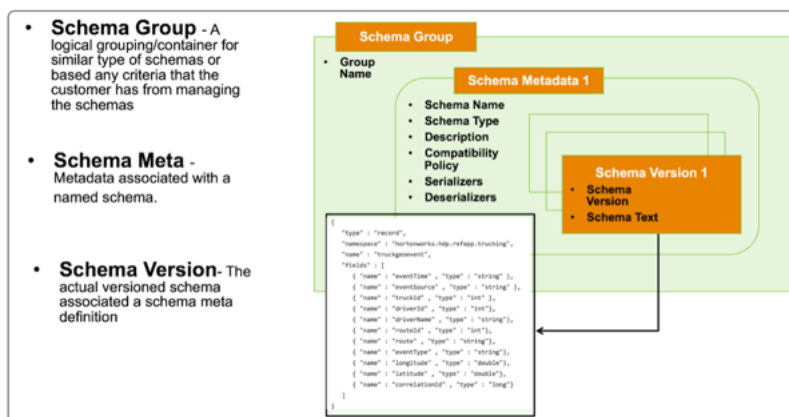 • Schema Group - A
logical grouping/container for
similar type of schemas or
based any criteria that the
customer has from managing
the schemas
• Schema Meta -
Metadata associated with a
named schema.
• Schema Version- The
actual versioned schema
associated a schema meta
definition
Schema Group
• Group
Name
Schema Metadata 1
• Schema Name
• Schema Type
• Description
• Compatibility
Policy
• Serializers
• Deserializers
Schema Version 1
• Schema
Version
• Schema Text
{
"type" : "record",
"namespace" : "hortonworks.hdp.refapp.trucking",
"name" : "truckgeoevent",
"fields" : [
{ "name" : "eventTime" , "type" : "string" },
{ "name" : "eventSource" , "type" : "string" },
{ "name" : "truckId" , "type" : "int" },
{ "name" : "driverId" , "type" : "int"},
{ "name" : "driverName" , "type" : "string"},
{ "name" : "routeId" , "type" : "int"},
{ "name" : "route" , "type" : "string"},
{ "name" : "eventType" , "type" : "string"},
{ "name" : "longitude" , "type" : "double"},
{ "name" : "latitude" , "type" : "double"},
{ "name" : "correlationId" , "type" : "long"}
]
}